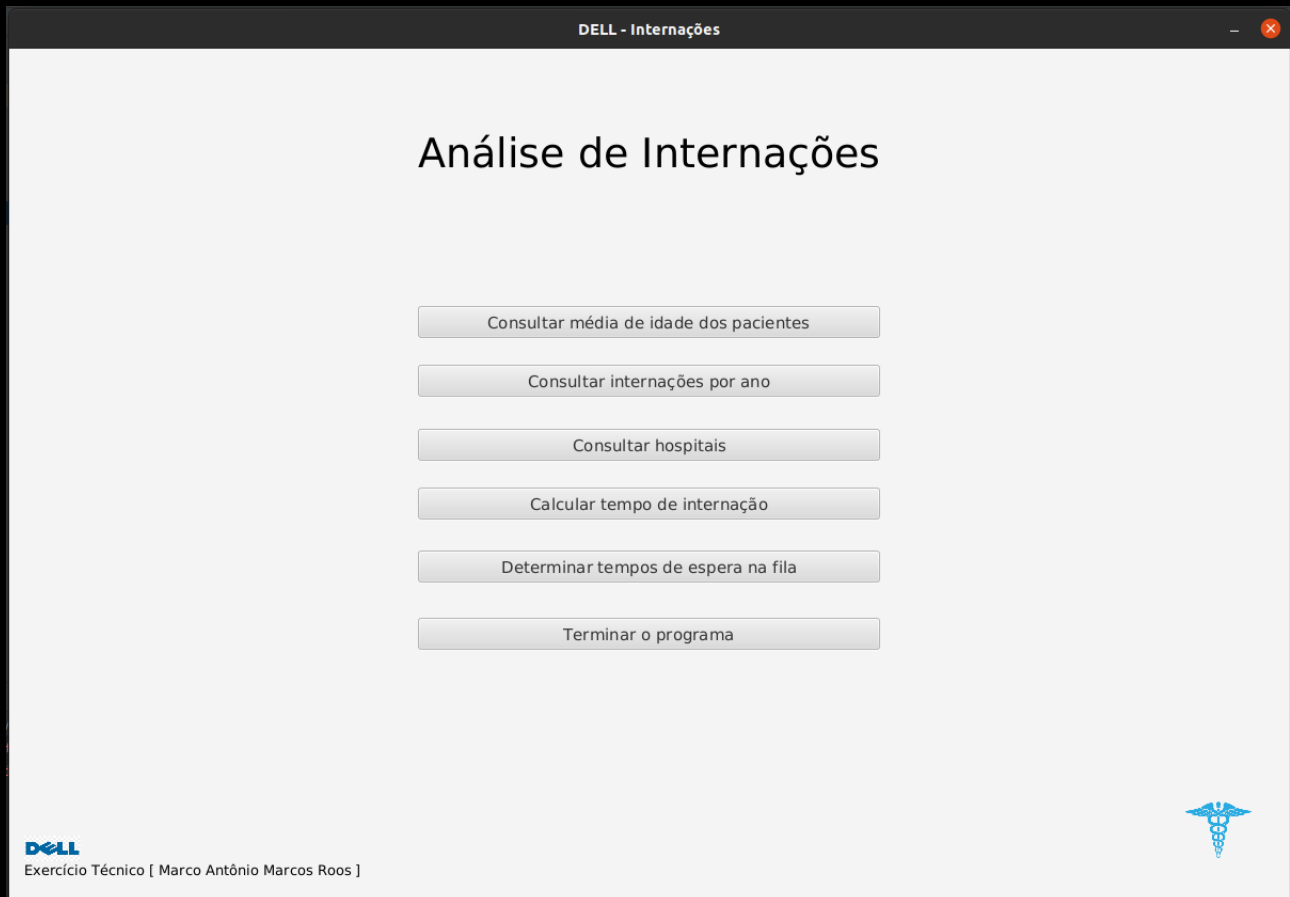 DELL - Internações
Análise de Internações
Consultar média de idade dos pacientes
Consultar internações por ano
Consultar hospitais
Calcular tempo de internação
Determinar tempos de espera na fila
Terminar o programa
DELL
Exercício Técnico [ Marco Antônio Marcos Roos ]